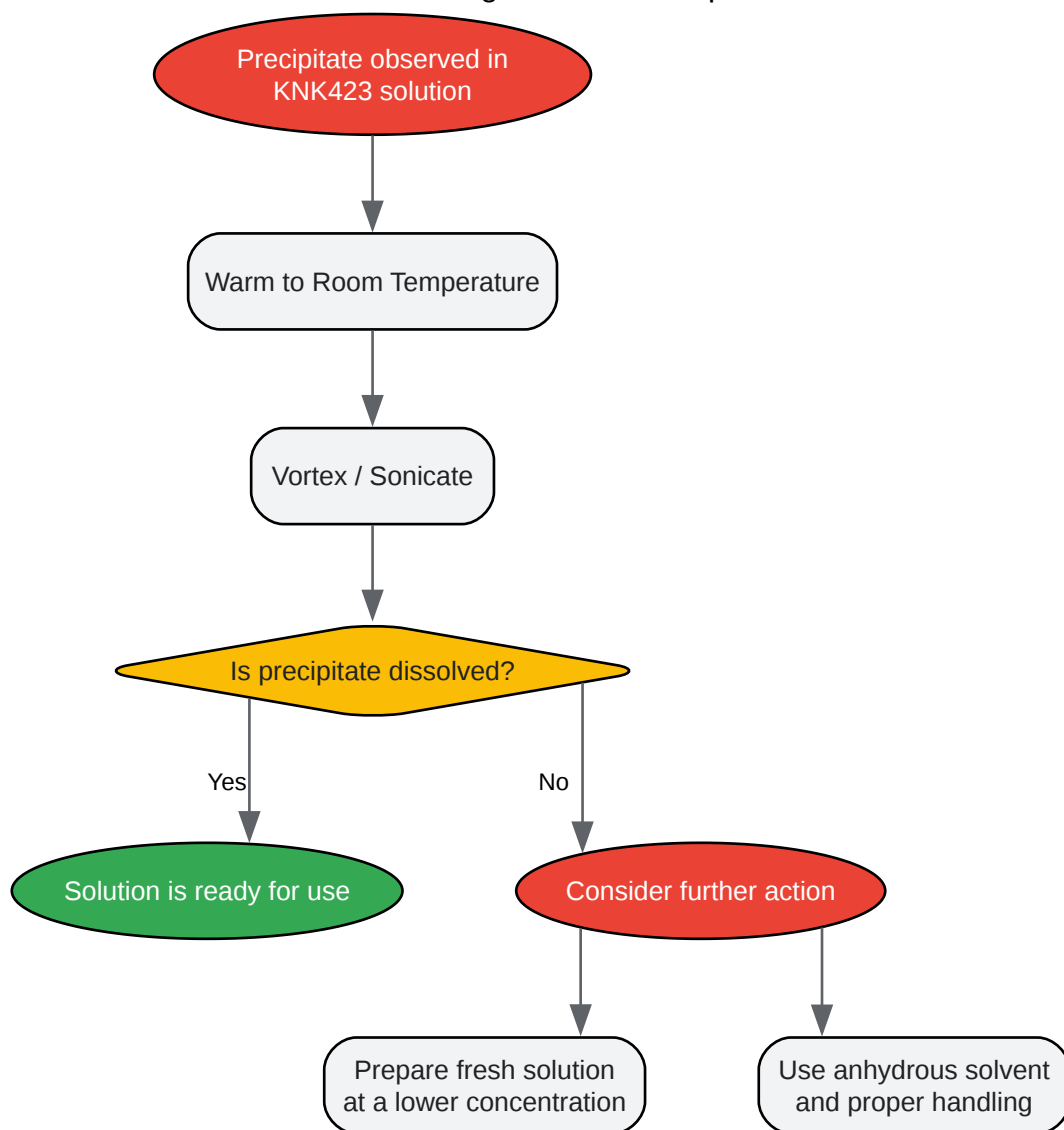 Precipitate observed in
KNK423 solution
Warm to Room Temperature
Vortex / Sonicate
Is precipitate dissolved?
Yes
No
Solution is ready for use
Consider further action
Prepare fresh solution
at a lower concentration
Use anhydrous solvent
and proper handling